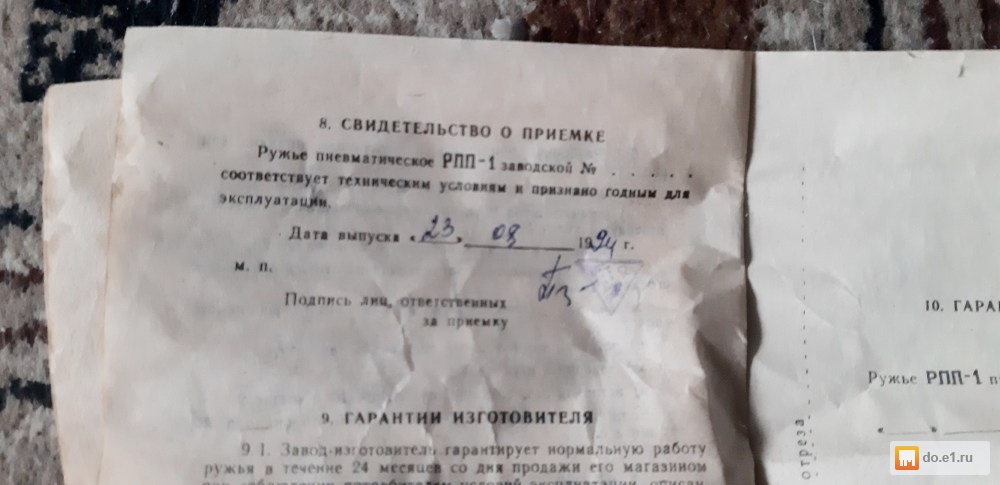 8. СВИДЕТЕЛЬСТВО О ПРИЕМКЕ
Ружье пневматическое РПП-1 заводской № . . . . .
соответствует техническим условиям и признано годным для
эксплуатации.
Дата выпуска «23» 08 1994 г.
м. п.
Подпись лиц, ответственных
за приемку
9. ГАРАНТИИ ИЗГОТОВИТЕЛЯ
9.1. Завод-изготовитель гарантирует нормальную работу
ружья в течение 24 месяцев со дня продажи его магазином
отреза
10. ГАРА
Ружье РПП-1 п
do.e1.ru